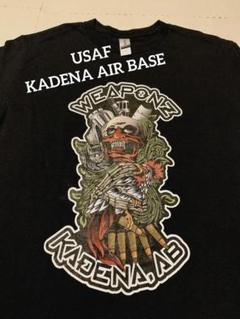 USAF
KADENA AIR BASE
WEAPONZ
KADENA, AB